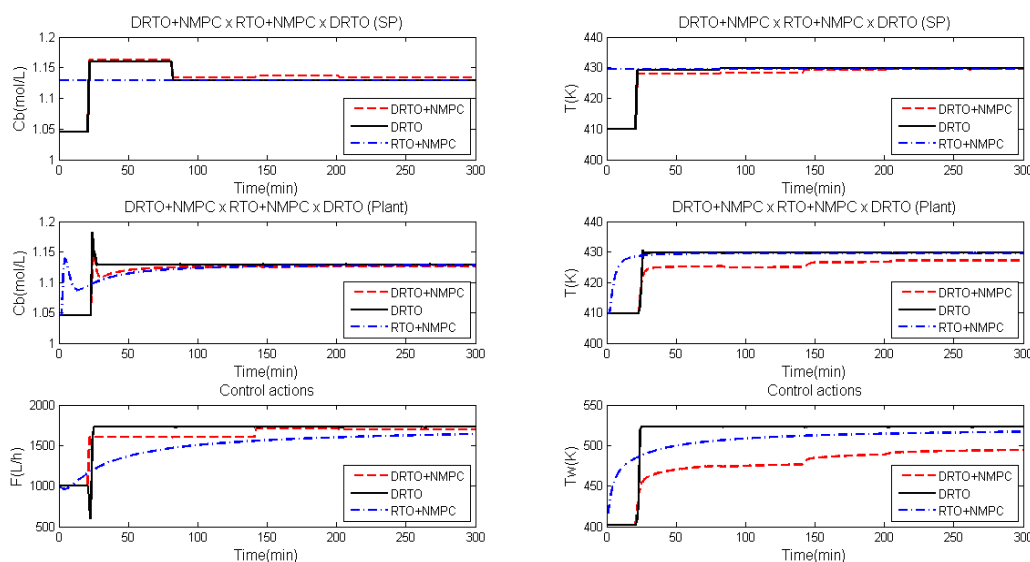 DRTO+NMPC x RTO+NMPC x DRTO (SP)
1.2
1.15
1.1
1.05
1
Cb(mol/L)
DRTO+NMPC
DRTO
RTO+NMPC
0 50 100 150 200 250 300
Time(min)
DRTO+NMPC x RTO+NMPC x DRTO (SP)
440
430
420
410
400
T(K)
DRTO+NMPC
DRTO
RTO+NMPC
0 50 100 150 200 250 300
Time(min)
DRTO+NMPC x RTO+NMPC x DRTO (Plant)
1.2
1.15
1.1
1.05
1
Cb(mol/L)
DRTO+NMPC
DRTO
RTO+NMPC
0 50 100 150 200 250 300
Time(min)
DRTO+NMPC x RTO+NMPC x DRTO (Plant)
440
430
420
410
400
T(K)
DRTO+NMPC
DRTO
RTO+NMPC
0 50 100 150 200 250 300
Time(min)
Control actions
2000
1500
1000
500
F(L/h)
DRTO+NMPC
DRTO
RTO+NMPC
0 50 100 150 200 250 300
Time(min)
Control actions
550
500
450
400
Tw(K)
DRTO+NMPC
DRTO
RTO+NMPC
0 50 100 150 200 250 300
Time(min)